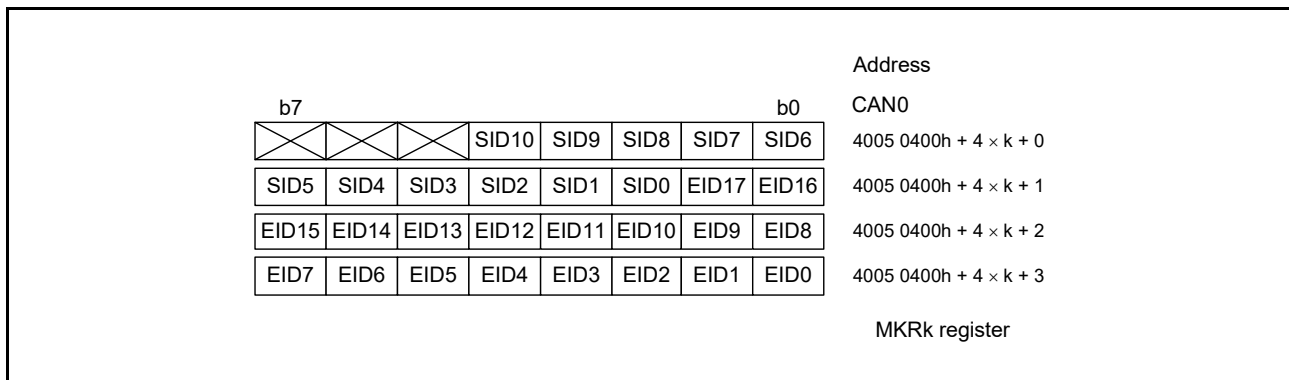 Address
b7 b0 CAN0
SID10 SID9 SID8 SID7 SID6 4005 0400h + 4 × k + 0
SID5 SID4 SID3 SID2 SID1 SID0 EID17 EID16 4005 0400h + 4 × k + 1
EID15 EID14 EID13 EID12 EID11 EID10 EID9 EID8 4005 0400h + 4 × k + 2
EID7 EID6 EID5 EID4 EID3 EID2 EID1 EID0 4005 0400h + 4 × k + 3
MKRk register